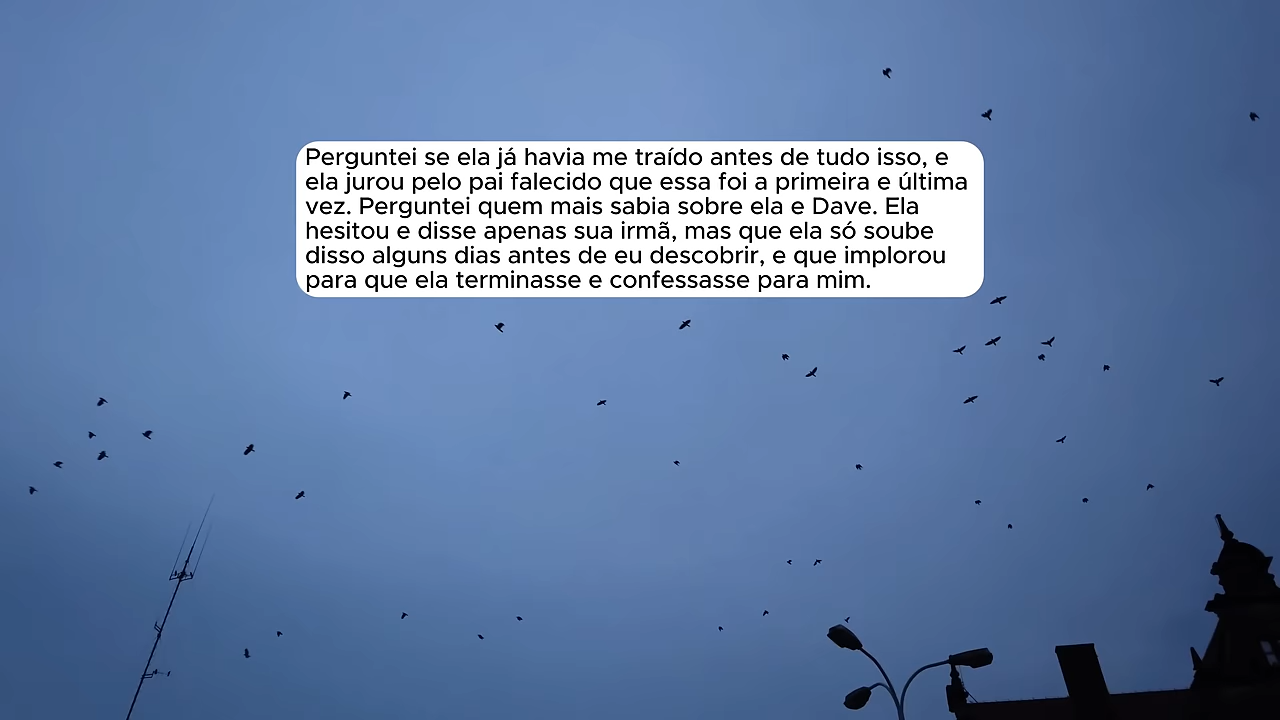 Perguntei se ela já havia me traído antes de tudo isso, e
ela jurou pelo pai falecido que essa foi a primeira e última
vez. Perguntei quem mais sabia sobre ela e Dave. Ela
hesitou e disse apenas sua irmã, mas que ela só soube
disso alguns dias antes de eu descobrir, e que implorou
para que ela terminasse e confessasse para mim.